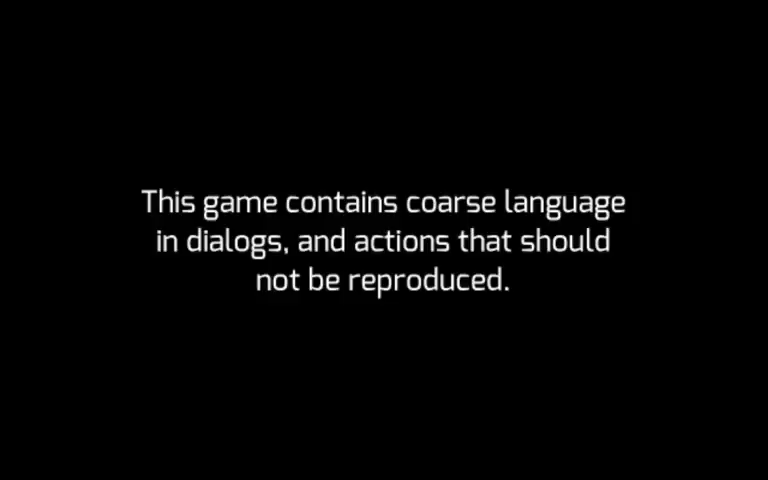 This game contains coarse language
in dialogs, and actions that should
not be reproduced.